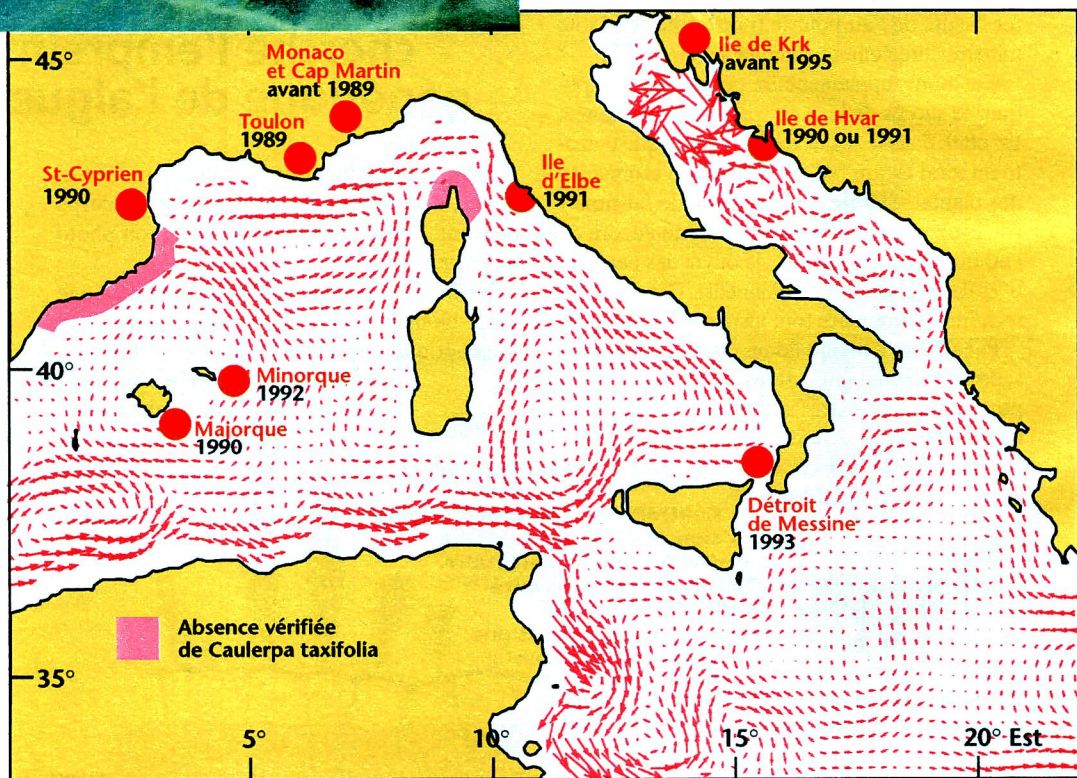 45°
Monaco
et Cap Martin
avant 1989
Toulon
1989
St-Cyprien
1990
Ile
d'Elbe
1991
Ile de Krk
avant 1995
Ile de Hvar
1990 ou 1991
40°
Minorque
1992
Majorque
1990
Détroit
de Messine
1993
Absence vérifiée
de Caulerpa taxifolia
35°
5°
10°
15°
20° Est